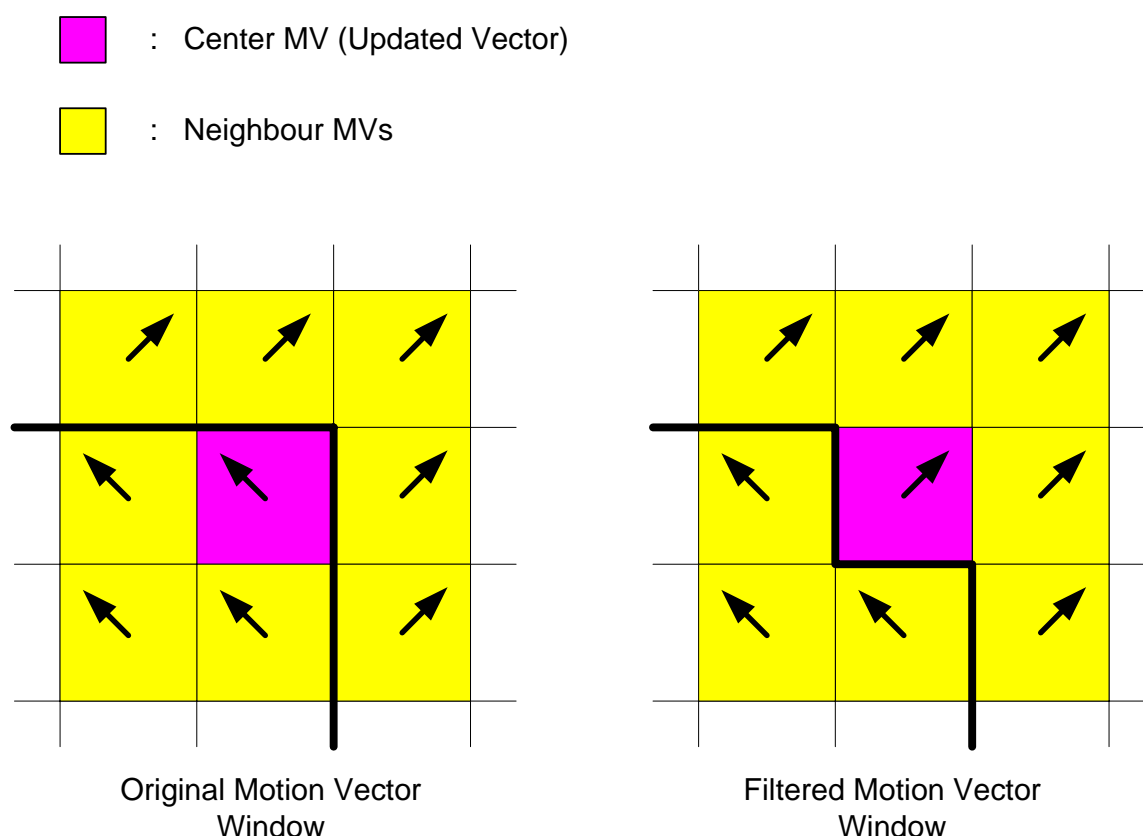 : Center MV (Updated Vector)
: Neighbour MVs
Original Motion Vector
Window
Filtered Motion Vector
Window